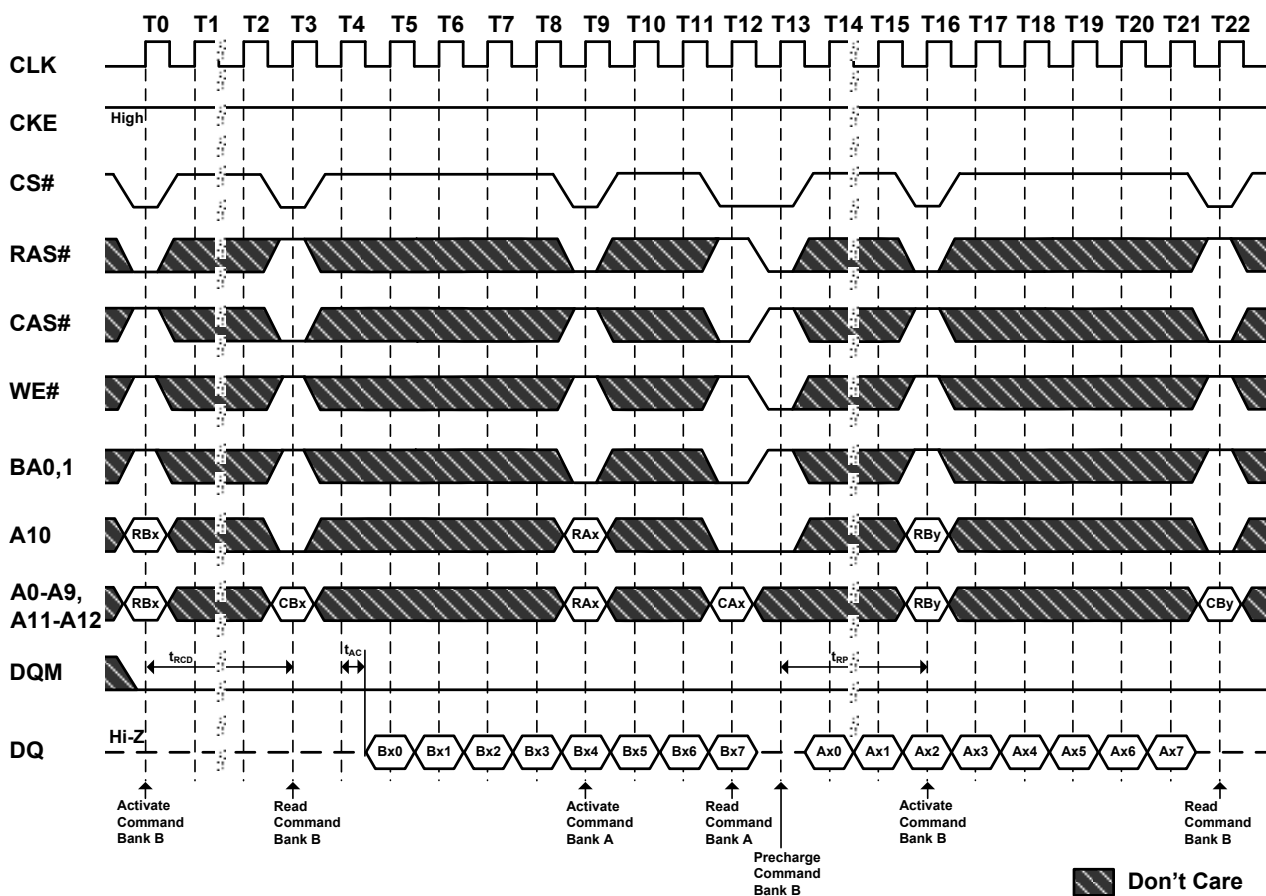 T0 T1 T2 T3 T4 T5 T6 T7 T8 T9 T10 T11 T12 T13 T14 T15 T16 T17 T18 T19 T20 T21 T22
CLK
CKE
High
CS#
RAS#
CAS#
WE#
BA0,1
A10
RBx RAx RBy
A0-A9,
A11-A12
RBx CBx RAx CAx RBy CBy
DQM
tRCD tAC tRP
DQ
Hi-Z
Bx0 Bx1 Bx2 Bx3 Bx4 Bx5 Bx6 Bx7 Ax0 Ax1 Ax2 Ax3 Ax4 Ax5 Ax6 Ax7
Activate
Command
Bank B
Read
Command
Bank B
Activate
Command
Bank A
Read
Command
Bank A
Precharge
Command
Bank B
Activate
Command
Bank B
Read
Command
Bank B
Don't Care